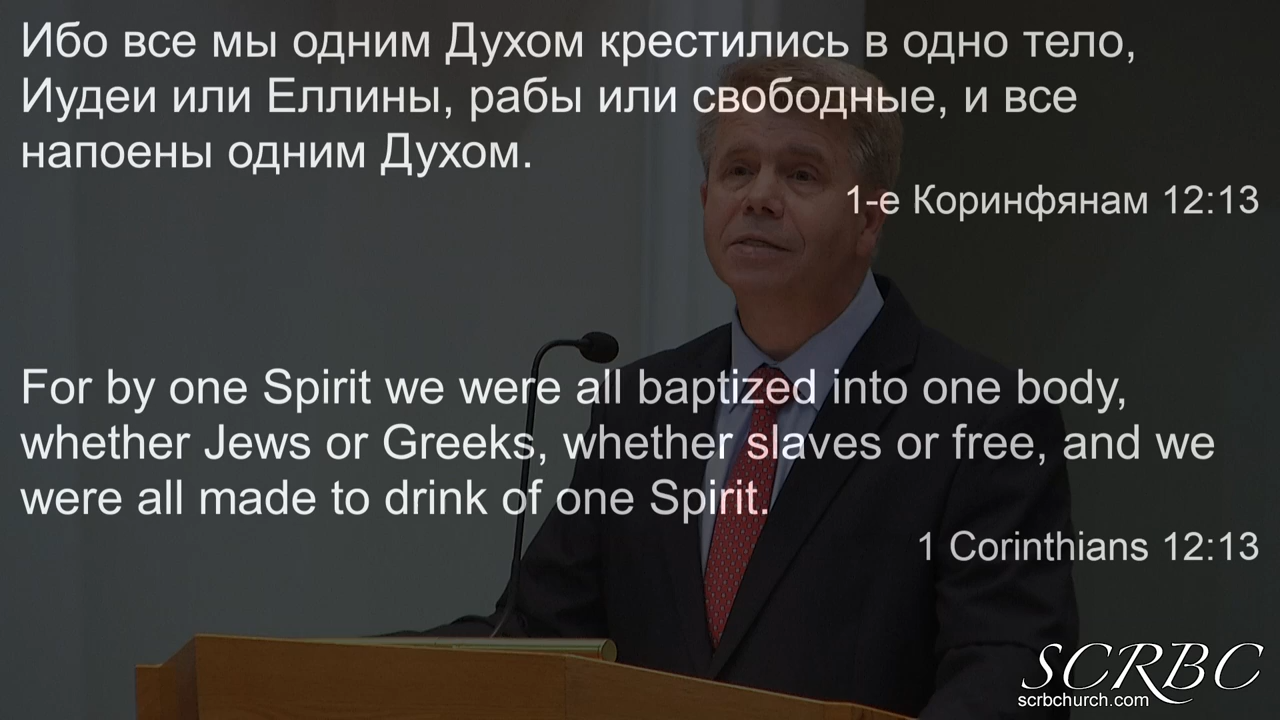 Ибо все мы одним Духом крестились в одно тело,
Иудеи или Еллины, рабы или свободные, и все
напоены одним Духом.
1-е Коринфянам 12:13
For by one Spirit we were all baptized into one body,
whether Jews or Greeks, whether slaves or free, and we
were all made to drink of one Spirit.
1 Corinthians 12:13
SCRBC
scrbchurch.com